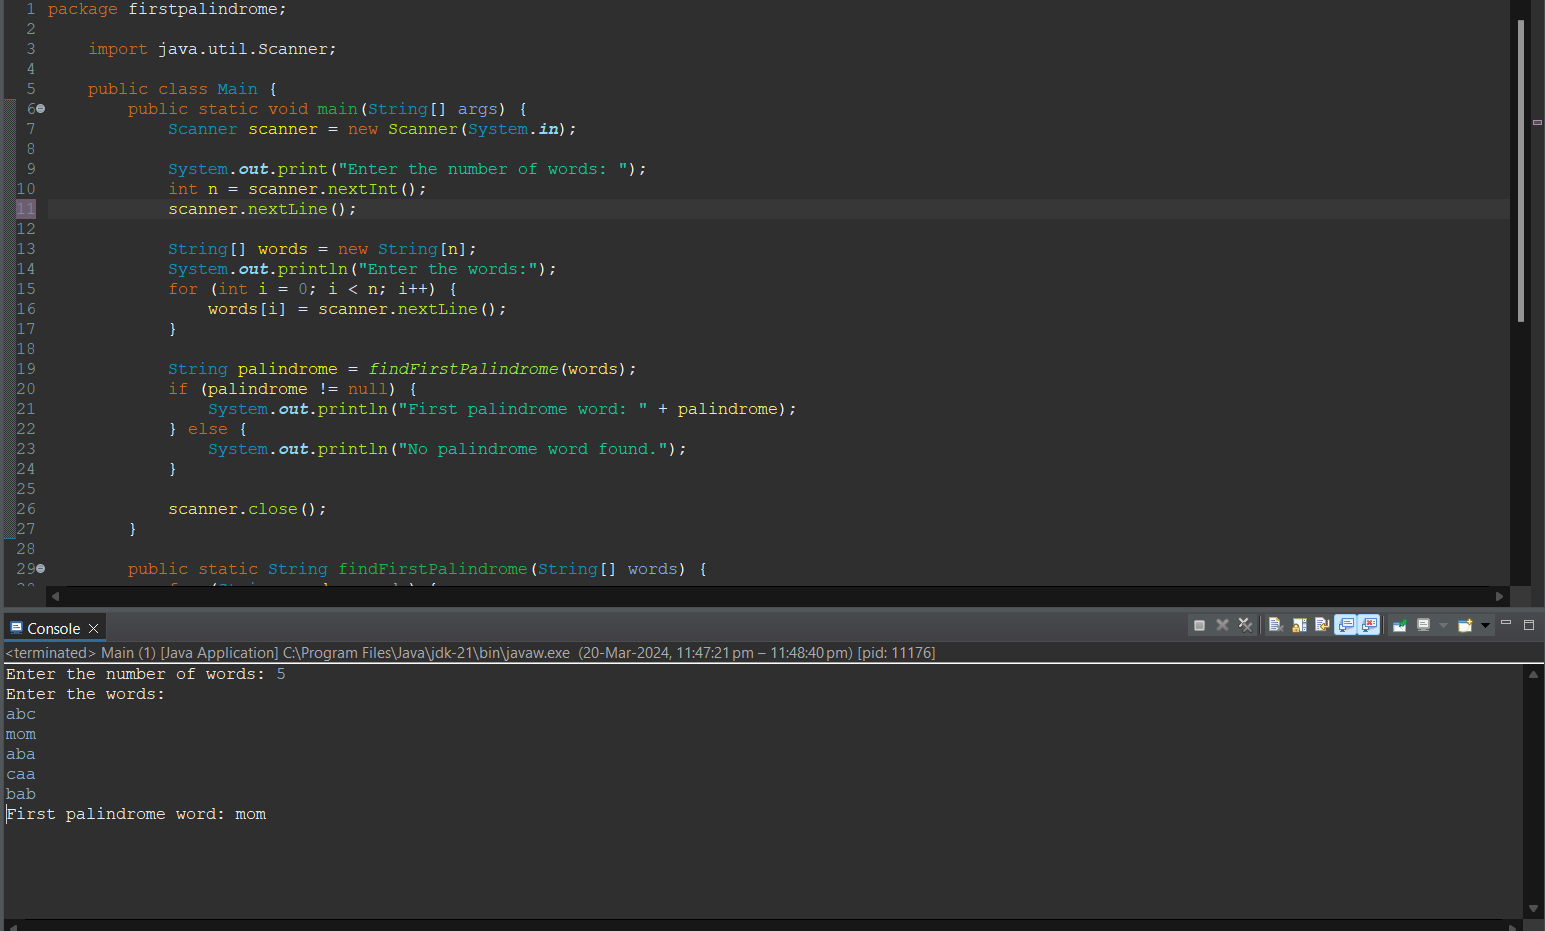 1 package firstpalindrome;
2
3 import java.util.Scanner;
4
5 public class Main {
6 public static void main(String[] args) {
7 Scanner scanner = new Scanner(System.in);
8
9 System.out.print("Enter the number of words: ");
10 int n = scanner.nextInt();
11 scanner.nextLine();
12
13 String[] words = new String[n];
14 System.out.println("Enter the words:");
15 for (int i = 0; i < n; i++) {
16 words[i] = scanner.nextLine();
17 }
18
19 String palindrome = findFirstPalindrome(words);
20 if (palindrome != null) {
21 System.out.println("First palindrome word: " + palindrome);
22 } else {
23 System.out.println("No palindrome word found.");
24 }
25
26 scanner.close();
27 }
28
29 public static String findFirstPalindrome(String[] words) {
Console
<terminated> Main (1) [Java Application] C:\Program Files\Java\jdk-21\bin\javaw.exe (20-Mar-2024, 11:47:21 pm – 11:48:40 pm) [pid: 11176]
Enter the number of words: 5
Enter the words:
abc
mom
aba
caa
bab
First palindrome word: mom